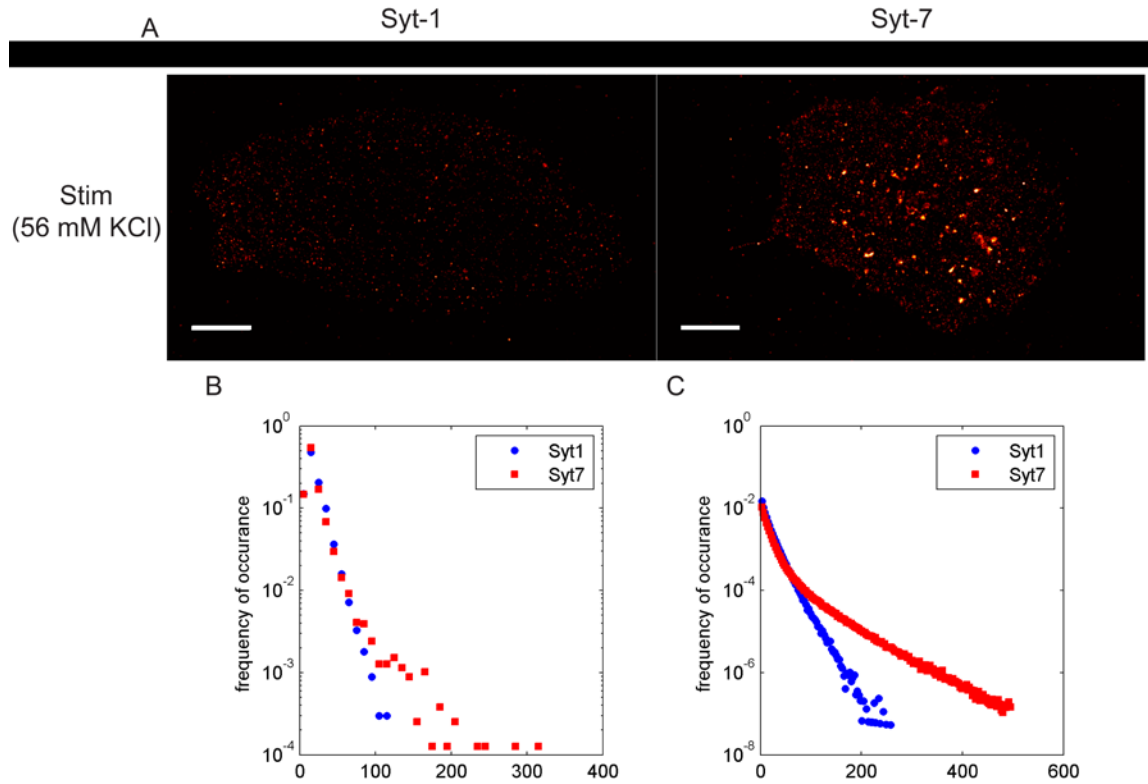 A
Syt-1
Syt-7
Stim
(56 mM KCl)
B
C
10^0
10^-1
10^-2
10^-3
10^-4
frequency of occurance
0
100
200
300
400
Syt1
Syt7
10^0
10^-2
10^-4
10^-6
10^-8
frequency of occurance
0
200
400
600
Syt1
Syt7